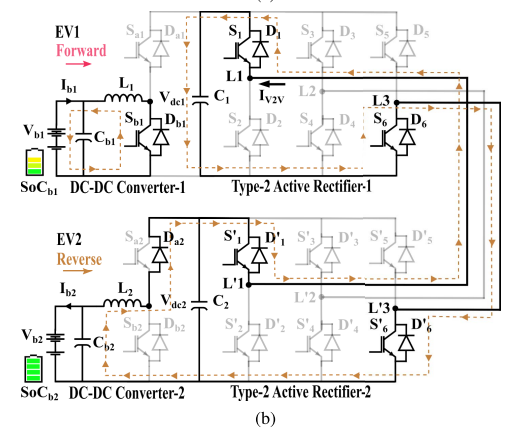 EV1
Forward
S_a1 D_a1 S_1 D_1 S_3 D_3 S_5 D_5
I_b1 L_1 V_dc1 C_1 L1 I_V2V L2 L3
V_b1 C_b1 S_b1 D_b1 S_2 D_2 S_4 D_4 S_6 D_6
SoC_b1 DC-DC Converter-1 Type-2 Active Rectifier-1
EV2
Reverse
S_a2 D_a2 S'_1 D'_1 S'_3 D'_3 S'_5 D'_5
I_b2 L_2 V_dc2 C_2 L'1 L'2 L'3
V_b2 C_b2 S_b2 D_b2 S'_2 D'_2 S'_4 D'_4 S'_6 D'_6
SoC_b2 DC-DC Converter-2 Type-2 Active Rectifier-2
(b)